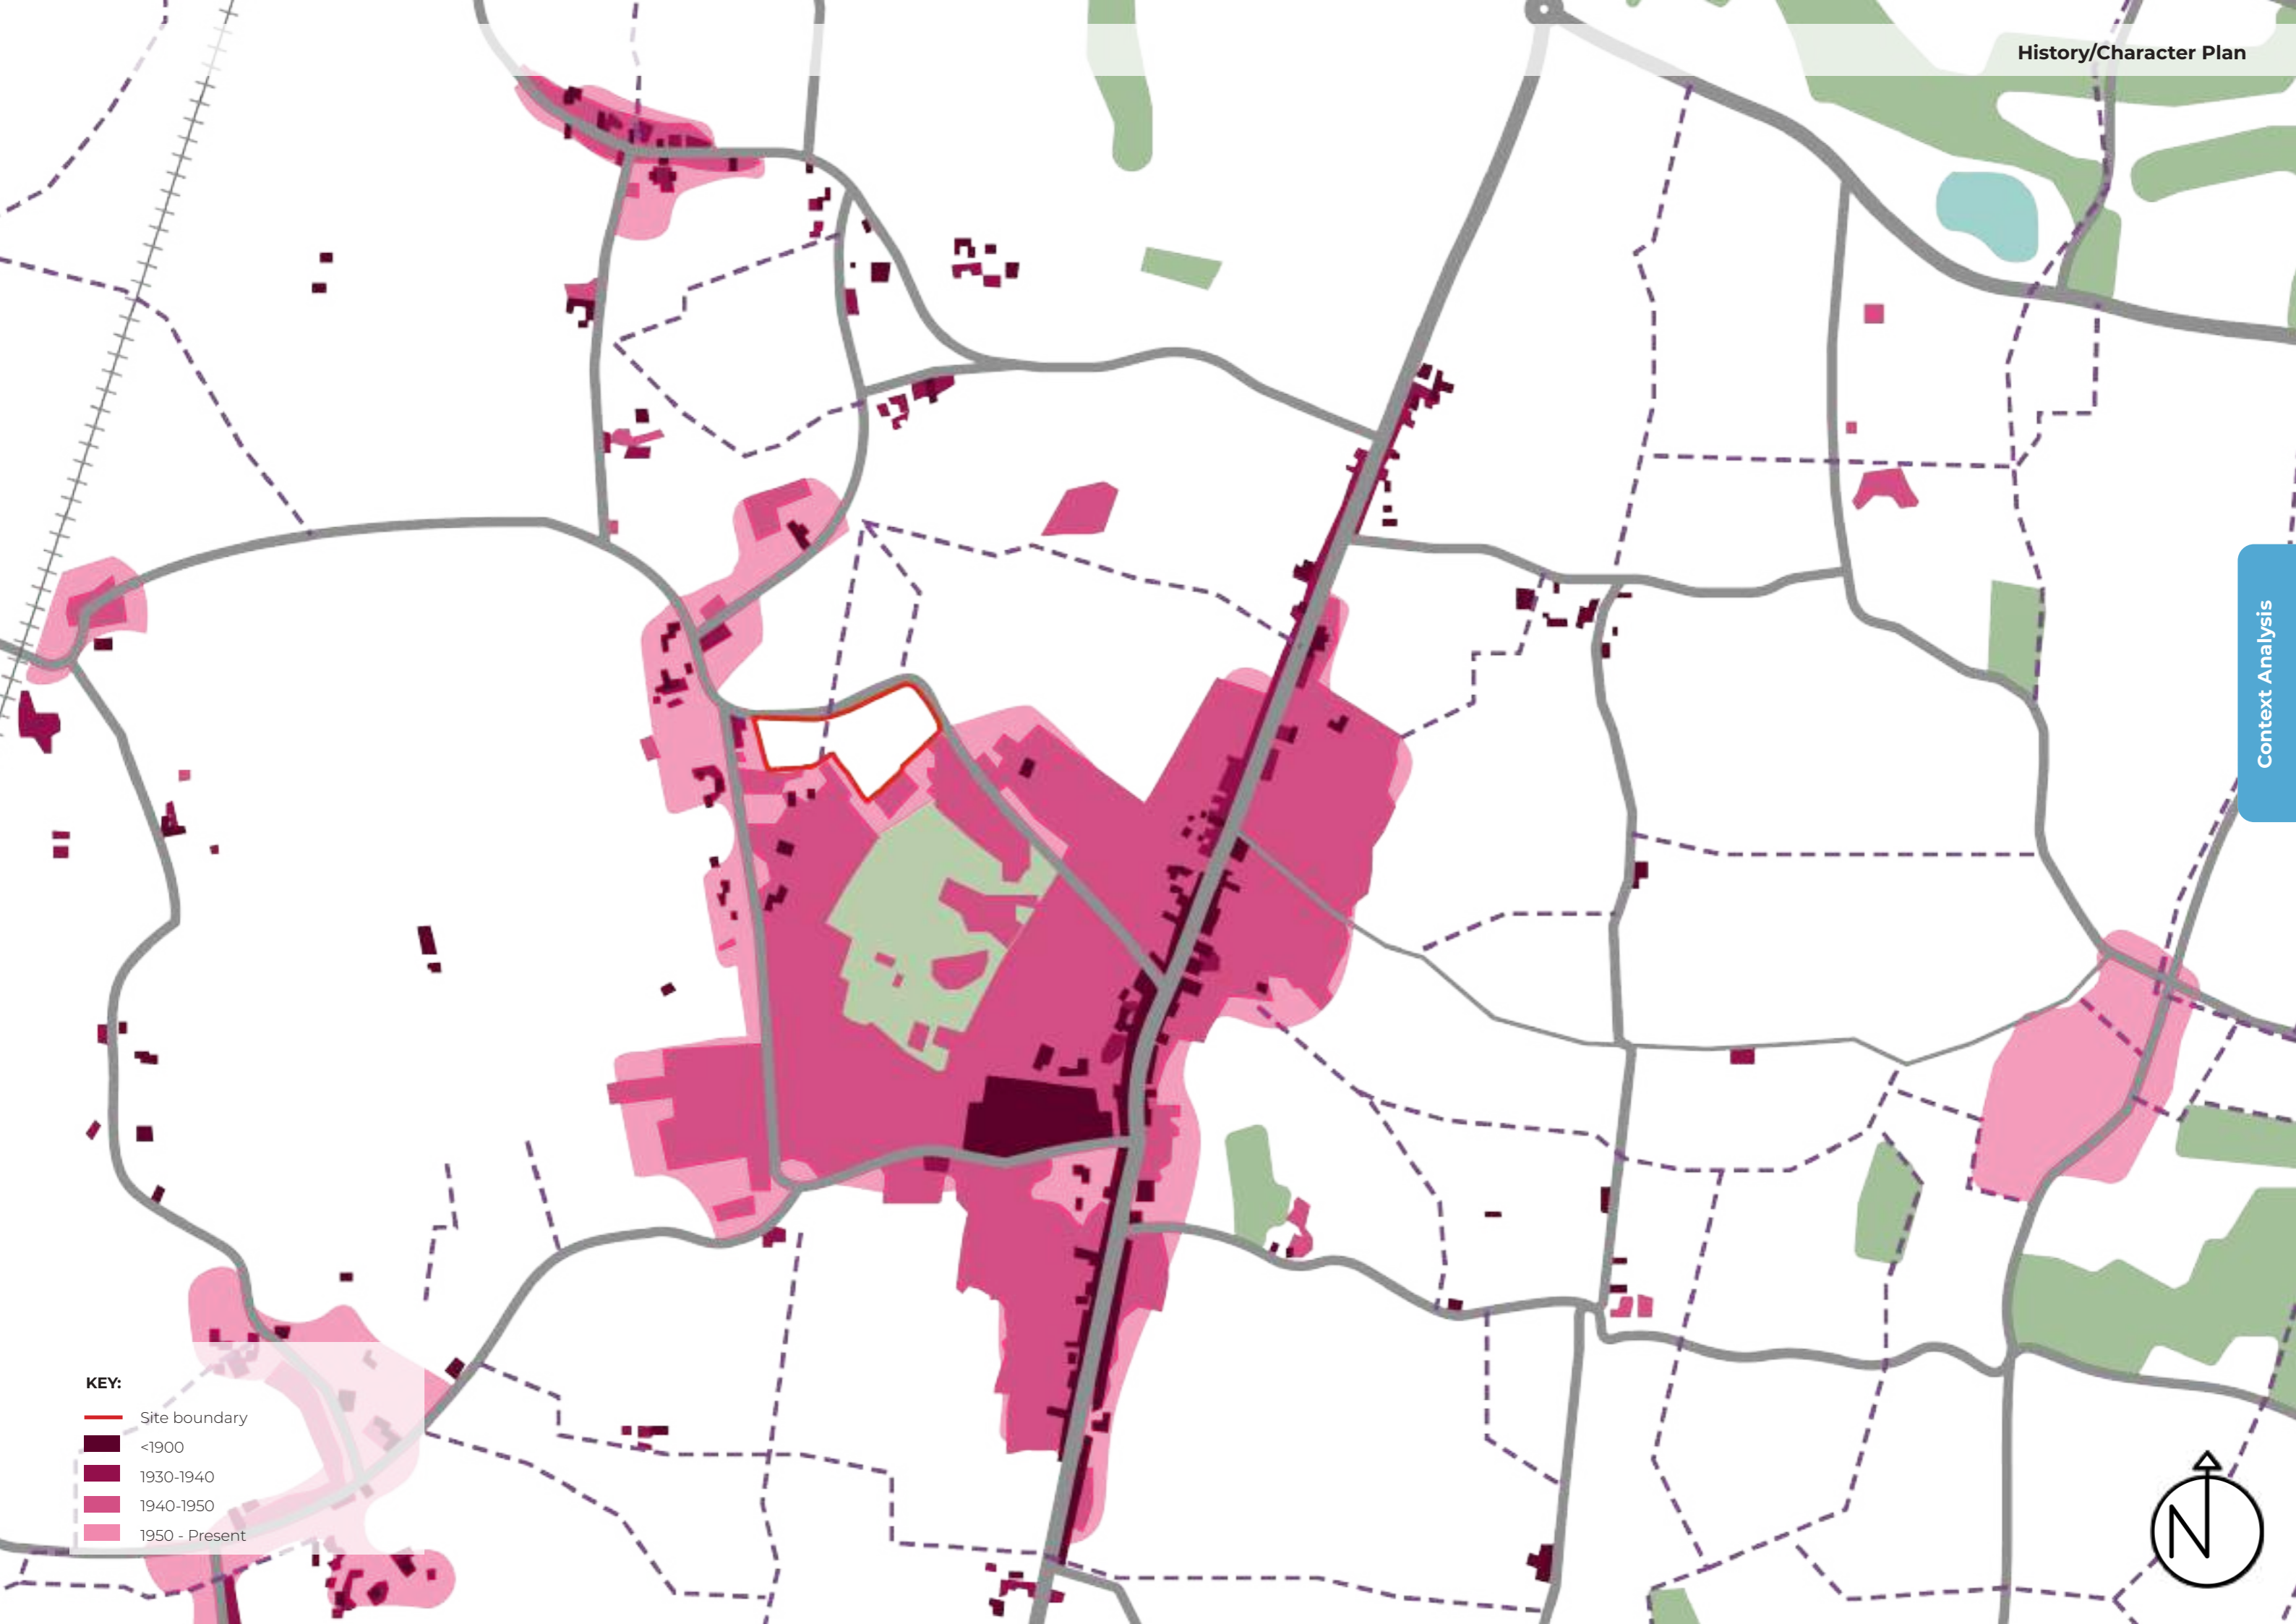 History/Character Plan
Context Analysis
KEY:
Site boundary
<1900
1930-1940
1940-1950
1950 - Present
N